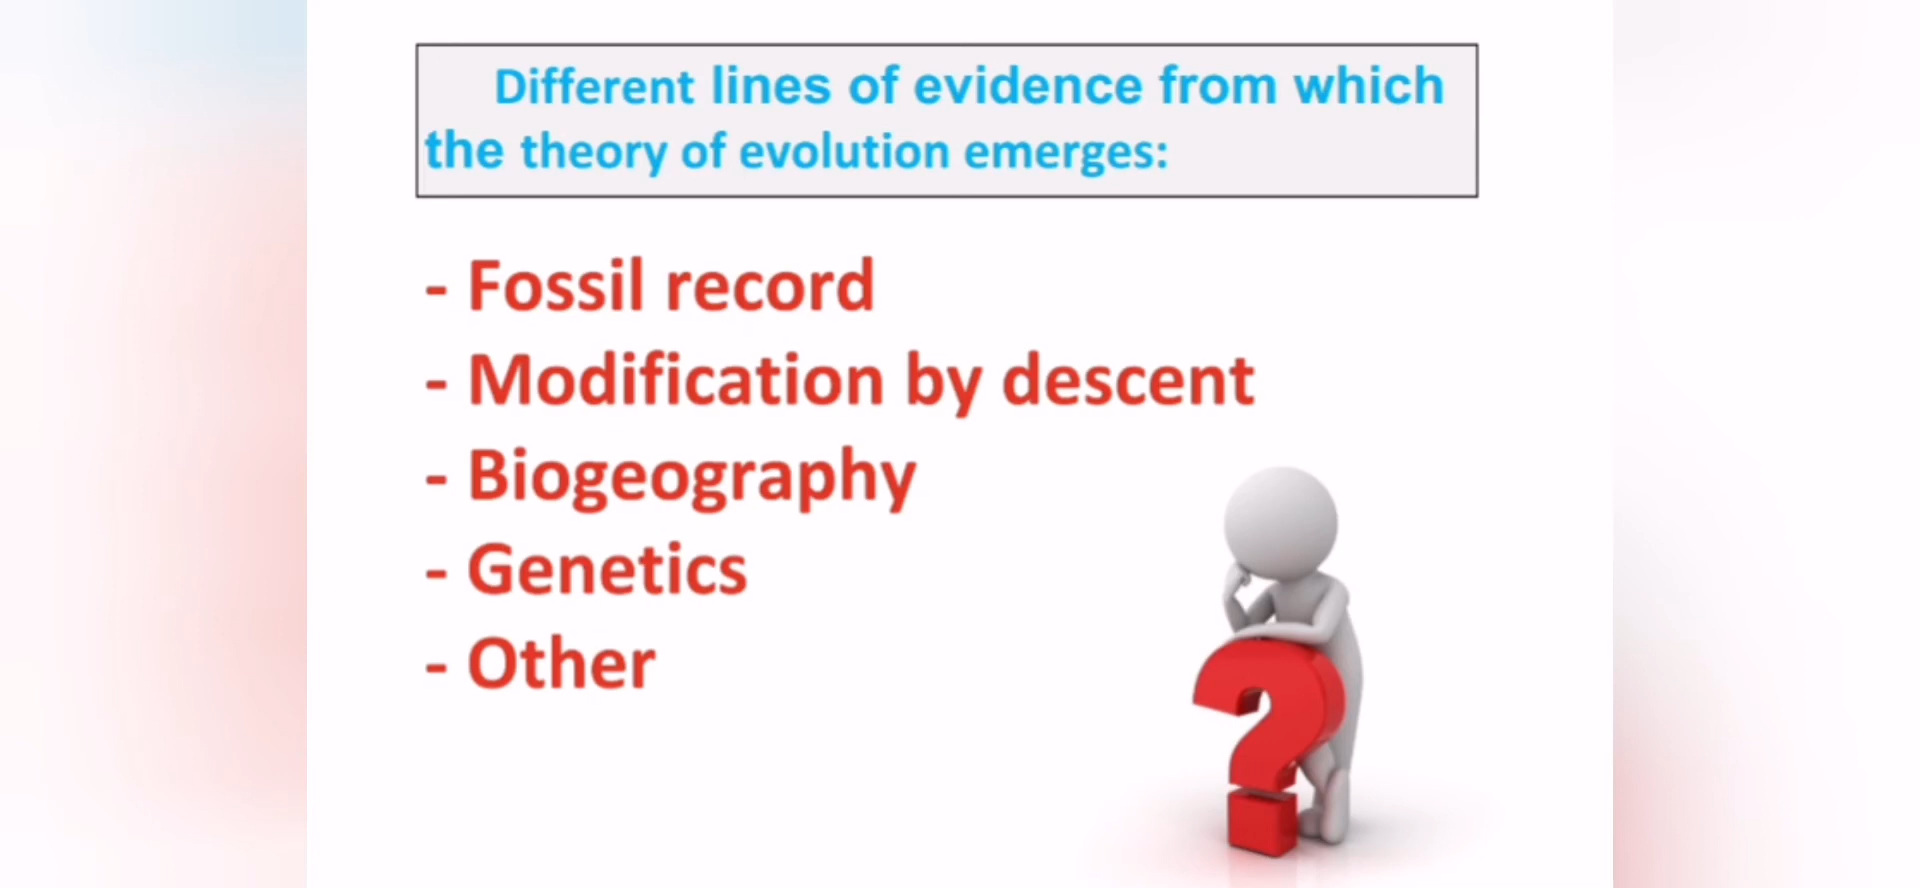 Different lines of evidence from which
the theory of evolution emerges:
- Fossil record
- Modification by descent
- Biogeography
- Genetics
- Other